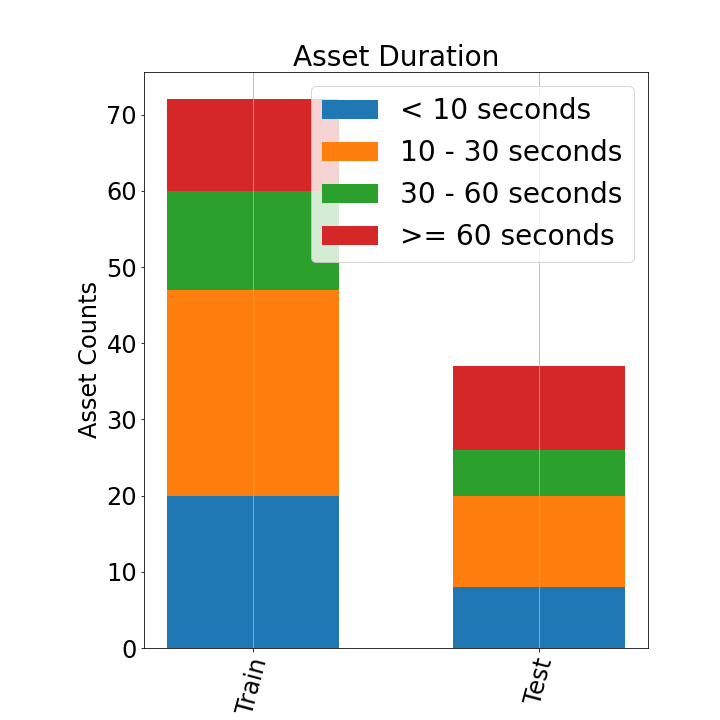 Asset Duration
< 10 seconds
10 - 30 seconds
30 - 60 seconds
>= 60 seconds
Asset Counts
70
60
50
40
30
20
10
0
Train
Test